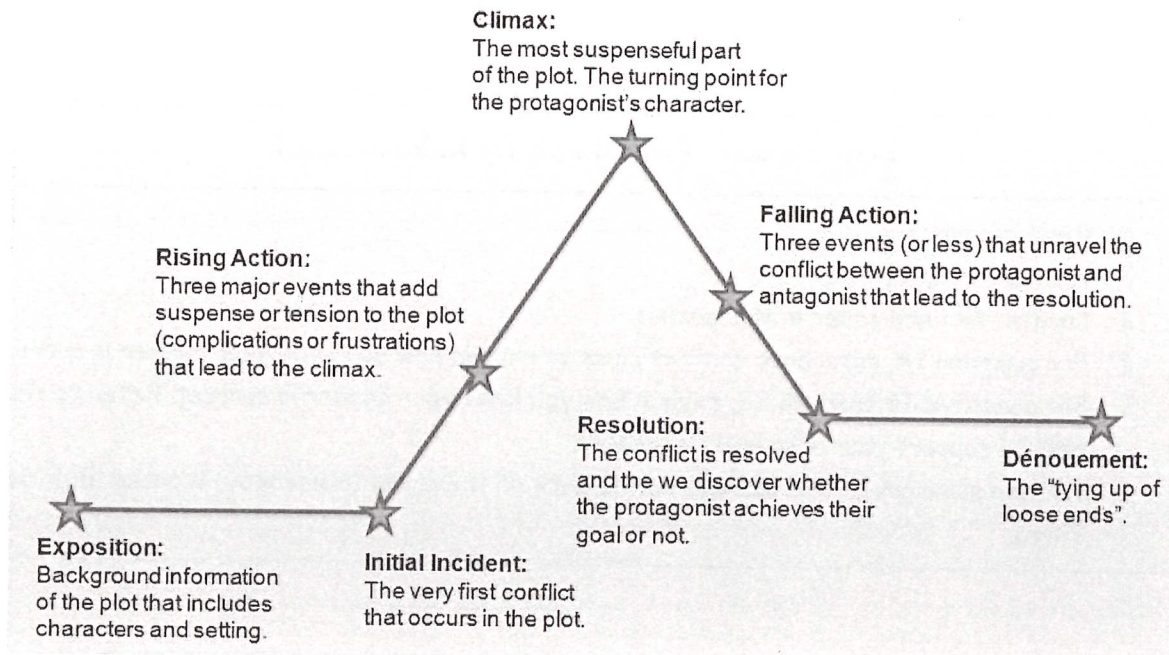 Climax:
The most suspenseful part
of the plot. The turning point for
the protagonist's character.
Falling Action:
Three events (or less) that unravel the
conflict between the protagonist and
antagonist that lead to the resolution.
Rising Action:
Three major events that add
suspense or tension to the plot
(complications or frustrations)
that lead to the climax.
Resolution:
The conflict is resolved
and the we discover whether
the protagonist achieves their
goal or not.
Dénouement:
The "tying up of
loose ends".
Exposition:
Background information
of the plot that includes
characters and setting.
Initial Incident:
The very first conflict
that occurs in the plot.